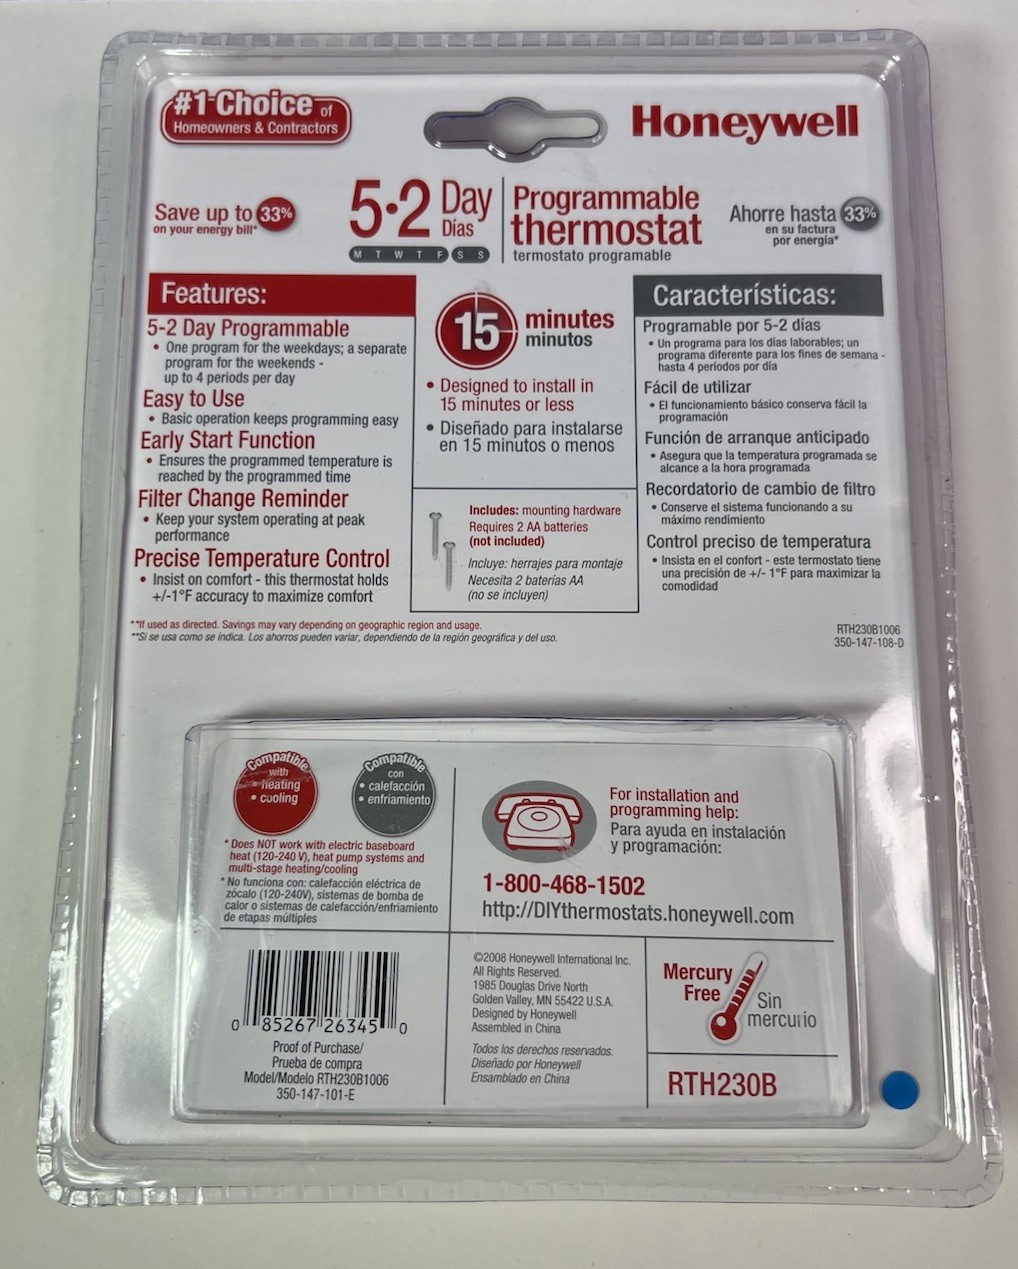 #1 Choice of
Homeowners & Contractors
Honeywell
Save up to 33%
on your energy bill*
5•2 Day
Días
M T W T F S S
Programmable
thermostat
termostato programable
Ahorre hasta 33%
en su factura
por energía*
Features:
5-2 Day Programmable
• One program for the weekdays; a separate
program for the weekends -
up to 4 periods per day
Easy to Use
• Basic operation keeps programming easy
Early Start Function
• Ensures the programmed temperature is
reached by the programmed time
Filter Change Reminder
• Keep your system operating at peak
performance
Precise Temperature Control
• Insist on comfort - this thermostat holds
+/-1°F accuracy to maximize comfort
15 minutes
minutos
• Designed to install in
15 minutes or less
• Diseñado para instalarse
en 15 minutos o menos
Includes: mounting hardware
Requires 2 AA batteries
(not included)
Incluye: herrajes para montaje
Necesita 2 baterías AA
(no se incluyen)
Características:
Programable por 5-2 días
• Un programa para los días laborables; un
programa diferente para los fines de semana -
hasta 4 periodos por día
Fácil de utilizar
• El funcionamiento básico conserva fácil la
programación
Función de arranque anticipado
• Asegura que la temperatura programada se
alcance a la hora programada
Recordatorio de cambio de filtro
• Conserve el sistema funcionando a su
máximo rendimiento
Control preciso de temperatura
• Insista en el confort - este termostato tiene
una precisión de +/- 1°F para maximizar la
comodidad
**If used as directed. Savings may vary depending on geographic region and usage.
**Si se usa como se indica. Los ahorros pueden variar, dependiendo de la región geográfica y del uso.
RTH230B1006
350-147-108-D
Compatible
with
• heating
• cooling
Compatible
con
• calefacción
• enfriamiento
* Does NOT work with electric baseboard
heat (120-240 V), heat pump systems and
multi-stage heating/cooling
* No funciona con: calefacción eléctrica de
zócalo (120-240V), sistemas de bomba de
calor o sistemas de calefacción/enfriamiento
de etapas múltiples
For installation and
programming help:
Para ayuda en instalación
y programación:
1-800-468-1502
http://DIYthermostats.honeywell.com
0 85267 26345 0
Proof of Purchase/
Prueba de compra
Model/Modelo RTH230B1006
350-147-101-E
©2008 Honeywell International Inc.
All Rights Reserved.
1985 Douglas Drive North
Golden Valley, MN 55422 U.S.A.
Designed by Honeywell
Assembled in China
Todos los derechos reservados.
Diseñado por Honeywell
Ensamblado en China
Mercury
Free
Sin
mercurio
RTH230B